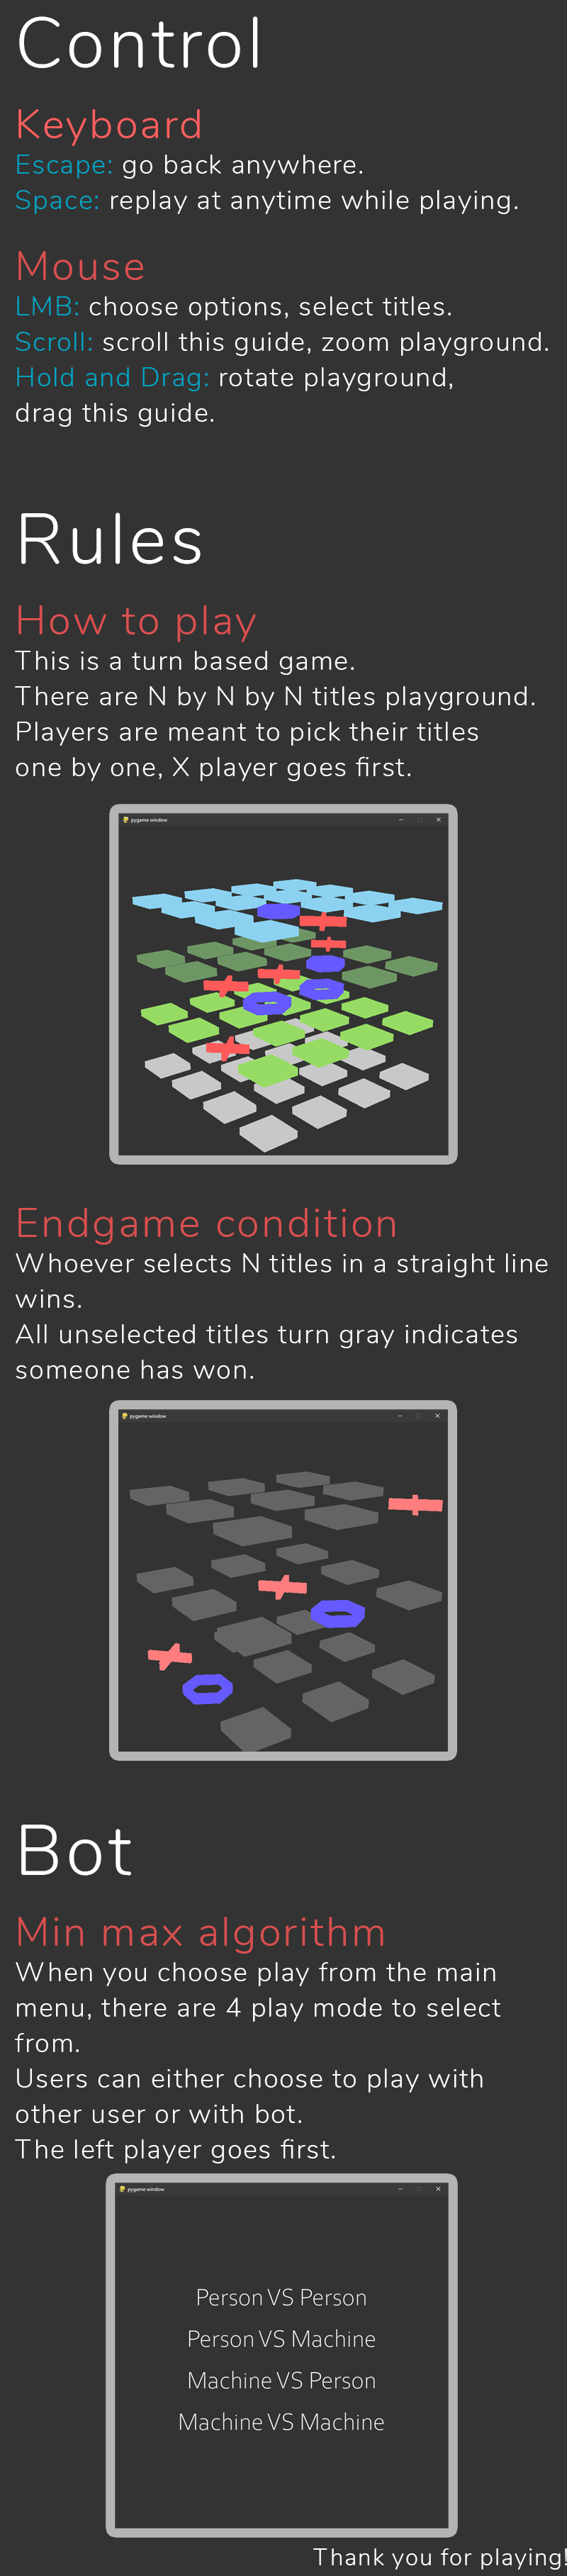 Control
Keyboard
Escape: go back anywhere.
Space: replay at anytime while playing.
Mouse
LMB: choose options, select titles.
Scroll: scroll this guide, zoom playground.
Hold and Drag: rotate playground,
drag this guide.
Rules
How to play
This is a turn based game.
There are N by N by N titles playground.
Players are meant to pick their titles
one by one, X player goes first.
pygame window
Endgame condition
Whoever selects N titles in a straight line
wins.
All unselected titles turn gray indicates
someone has won.
pygame window
Bot
Min max algorithm
When you choose play from the main
menu, there are 4 play mode to select
from.
Users can either choose to play with
other user or with bot.
The left player goes first.
pygame window
Person VS Person
Person VS Machine
Machine VS Person
Machine VS Machine
Thank you for playing!